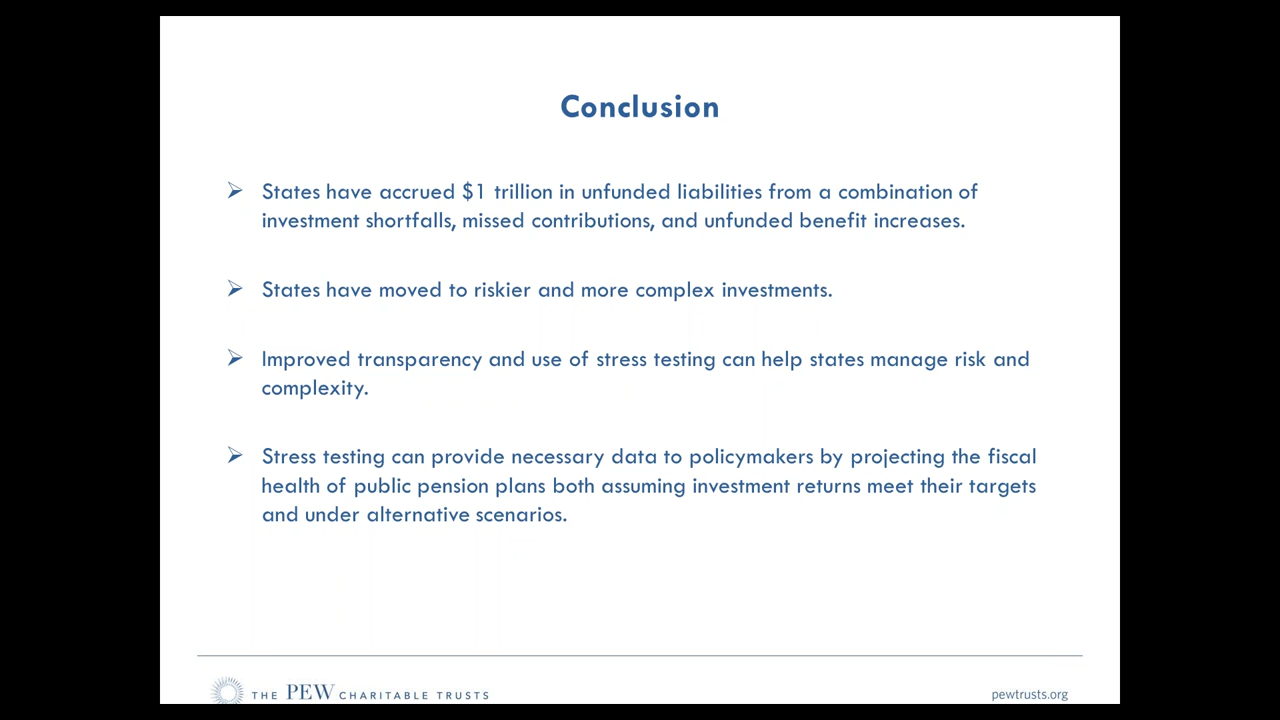 Conclusion
➢ States have accrued $1 trillion in unfunded liabilities from a combination of
investment shortfalls, missed contributions, and unfunded benefit increases.
➢ States have moved to riskier and more complex investments.
➢ Improved transparency and use of stress testing can help states manage risk and
complexity.
➢ Stress testing can provide necessary data to policymakers by projecting the fiscal
health of public pension plans both assuming investment returns meet their targets
and under alternative scenarios.
THE PEW CHARITABLE TRUSTS
pewtrusts.org